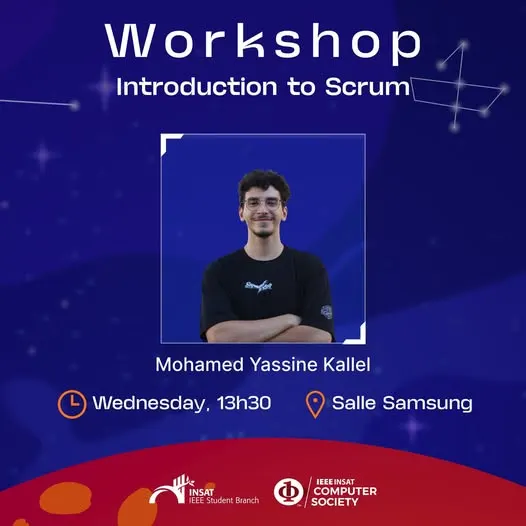 Workshop
Introduction to Scrum
Mohamed Yassine Kallel
Wednesday, 13h30
Salle Samsung
INSAT
IEEE Student Branch
IEEE INSAT
COMPUTER
SOCIETY